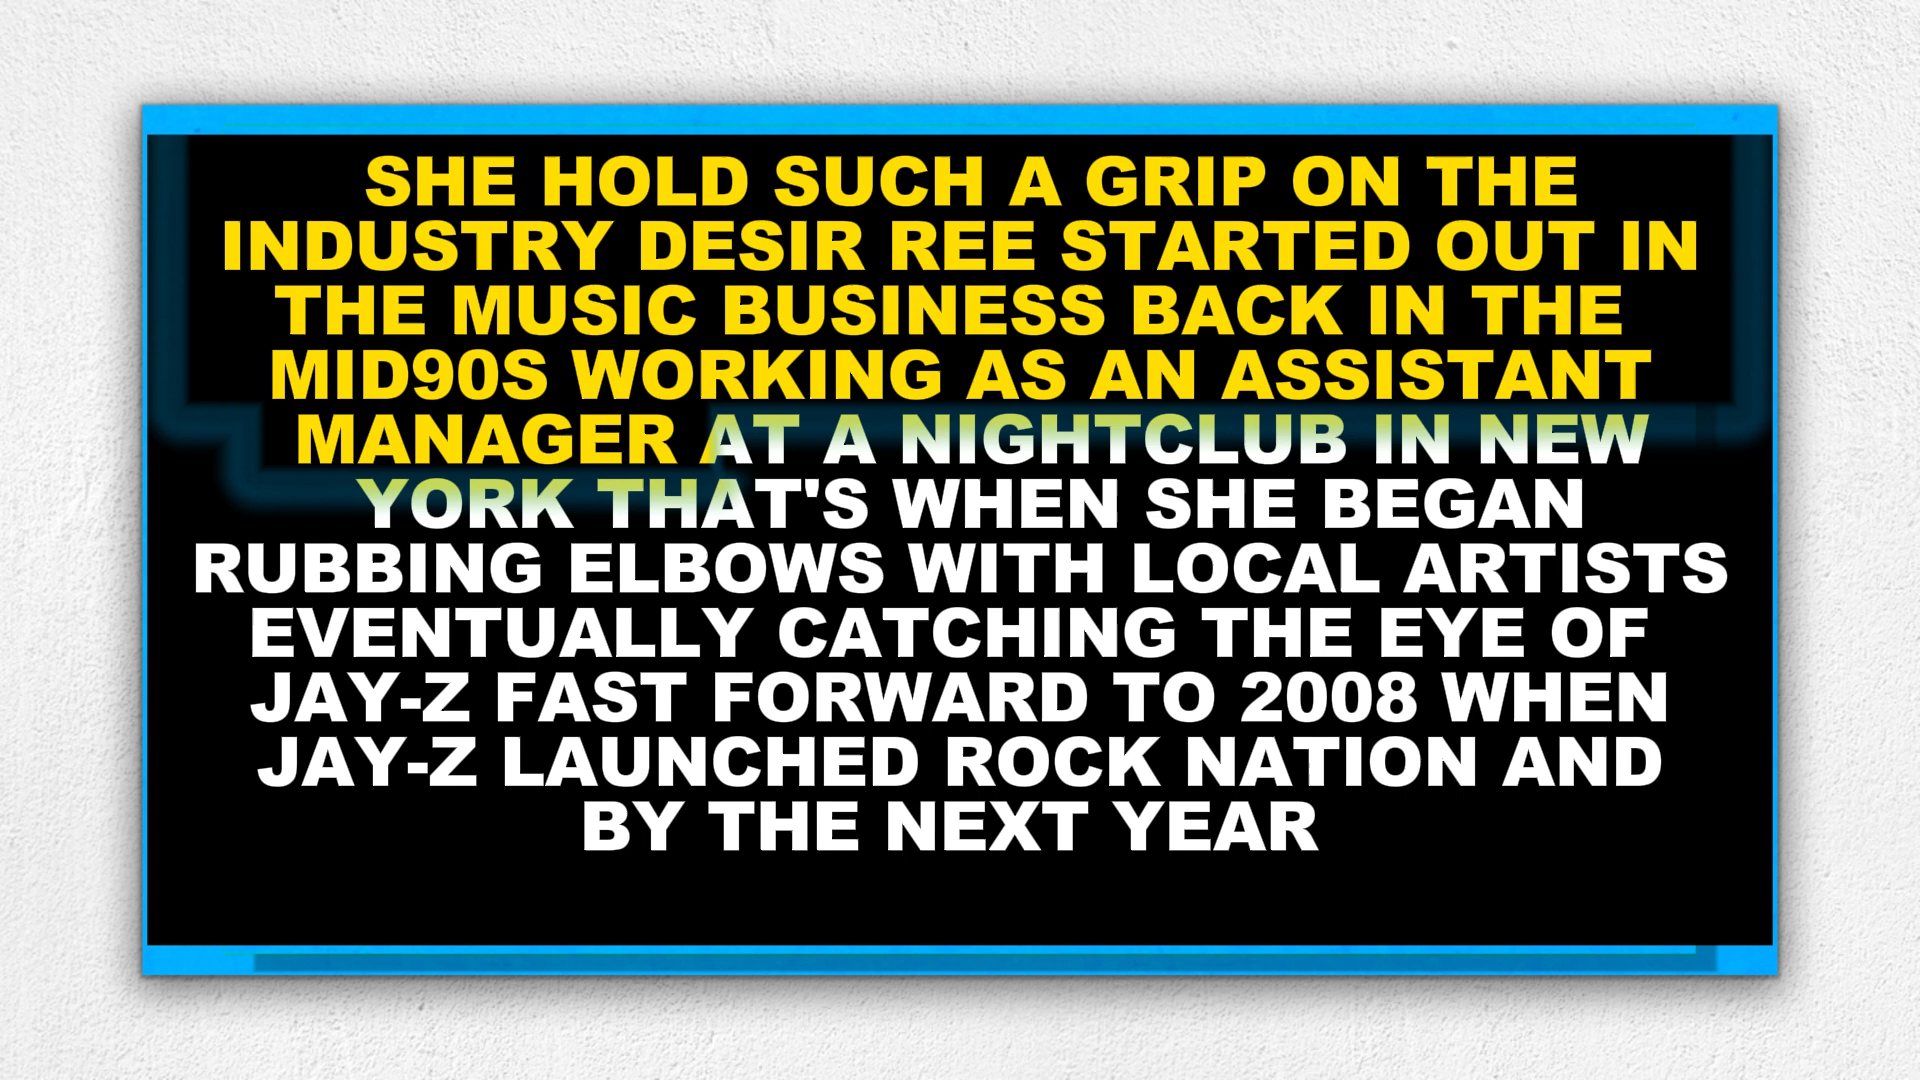 SHE HOLD SUCH A GRIP ON THE
INDUSTRY DESIR REE STARTED OUT IN
THE MUSIC BUSINESS BACK IN THE
MID90S WORKING AS AN ASSISTANT
MANAGER AT A NIGHTCLUB IN NEW
YORK THAT'S WHEN SHE BEGAN
RUBBING ELBOWS WITH LOCAL ARTISTS
EVENTUALLY CATCHING THE EYE OF
JAY-Z FAST FORWARD TO 2008 WHEN
JAY-Z LAUNCHED ROCK NATION AND
BY THE NEXT YEAR